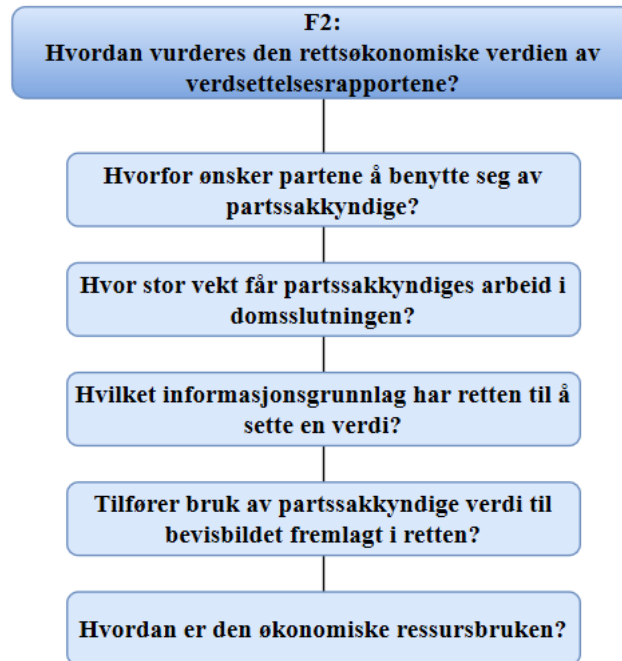 F2:
Hvordan vurderes den rettsøkonomiske verdien av
verdsettelsesrapportene?
Hvorfor ønsker partene å benytte seg av
partssakkyndige?
Hvor stor vekt får partssakkyndiges arbeid i
domsslutningen?
Hvilket informasjonsgrunnlag har retten til å
sette en verdi?
Tilfører bruk av partssakkyndige verdi til
bevisbildet fremlagt i retten?
Hvordan er den økonomiske ressursbruken?